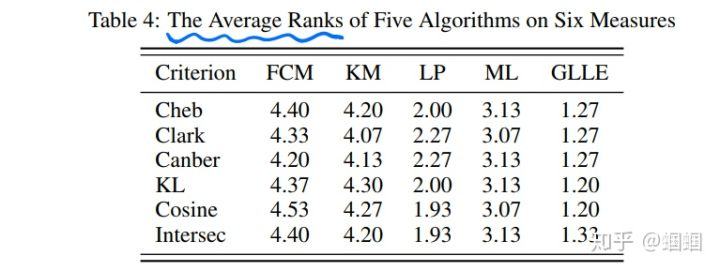 Table 4: The Average Ranks of Five Algorithms on Six Measures
Criterion FCM KM LP ML GLLE
Cheb 4.40 4.20 2.00 3.13 1.27
Clark 4.33 4.07 2.27 3.07 1.27
Canber 4.20 4.13 2.27 3.13 1.27
KL 4.37 4.30 2.00 3.13 1.20
Cosine 4.53 4.27 1.93 3.07 1.20
Intersec 4.40 4.20 1.93 3.13 1.33
知乎 @蝈蝈